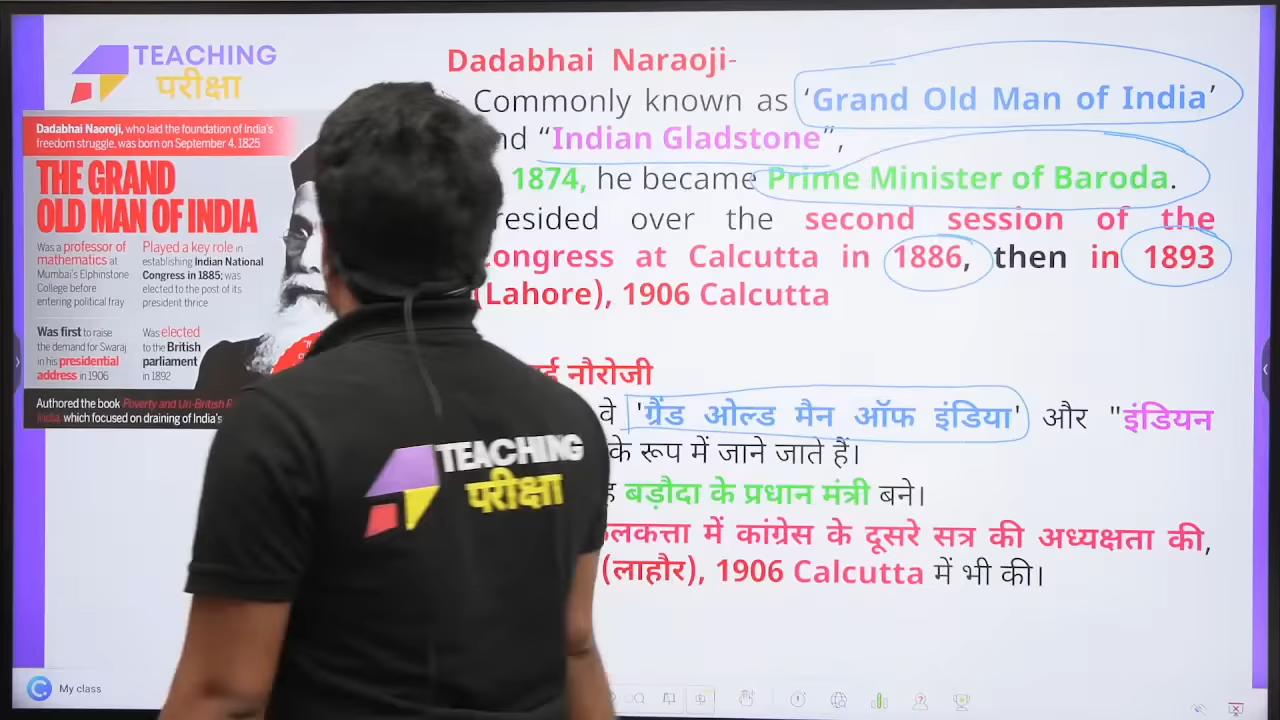 TEACHING
परीक्षा
Dadabhai Naraoji-
Commonly known as ‘Grand Old Man of India’
“Indian Gladstone”,
1874, he became Prime Minister of Baroda.
over the second session of the
at Calcutta in 1886, then in 1893
(Lahore), 1906 Calcutta
Dadabhai Naoroji, who laid the foundation of India's
freedom struggle, was born on September 4, 1825
THE GRAND
OLD MAN OF INDIA
Was a professor of
mathematics at
Mumbai's Elphinstone
College before
entering political fray
Played a key role in
establishing Indian National
Congress in 1885; was
elected to the post of its
president thrice
Was first to raise
the demand for Swaraj
in his presidential
address in 1906
Was elected
to the British
parliament
in 1892
Authored the book Poverty and Un-British
India, which focused on draining of India's
नौरोजी
वे 'ग्रैंड ओल्ड मैन ऑफ इंडिया' और "इंडियन
के रूप में जाने जाते हैं।
बड़ौदा के प्रधान मंत्री बने।
में कांग्रेस के दूसरे सत्र की अध्यक्षता की,
(लाहौर), 1906 Calcutta में भी की।
TEACHING
परीक्षा
My class